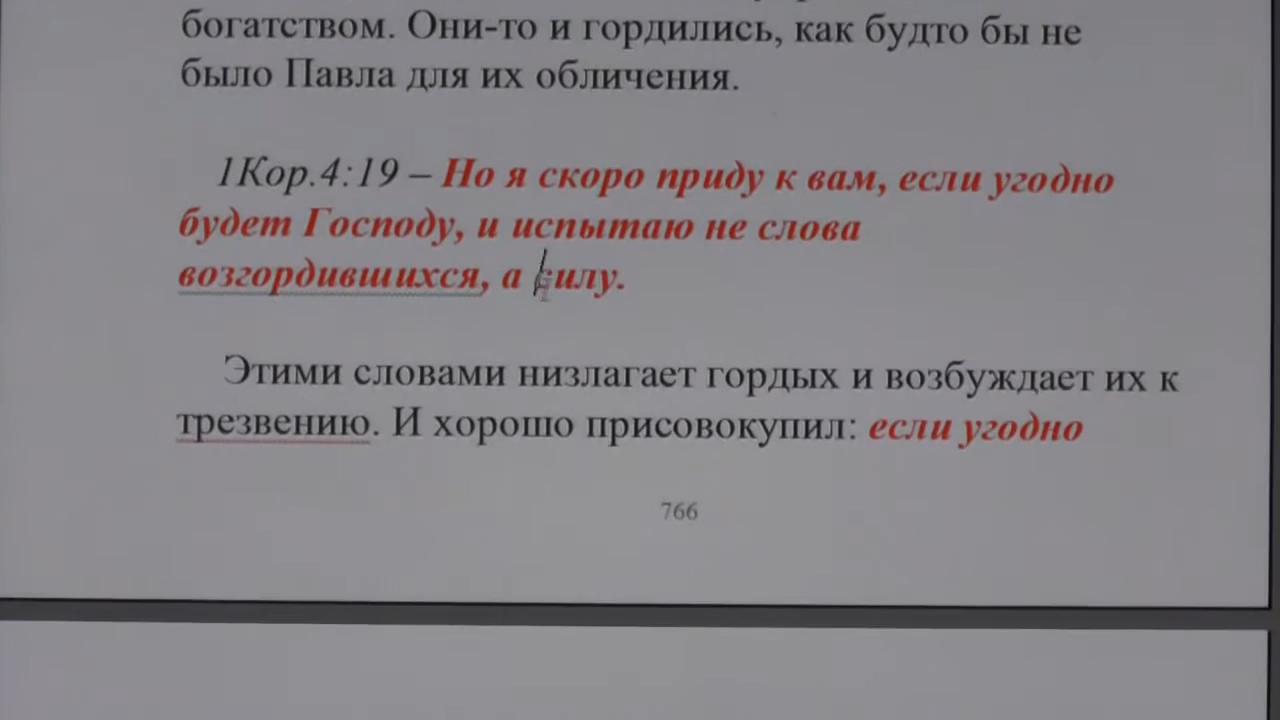 богатством. Они-то и гордились, как будто бы не
было Павла для их обличения.
1Кор.4:19 – Но я скоро приду к вам, если угодно
будет Господу, и испытаю не слова
возгордившихся, а силу.
Этими словами низлагает гордых и возбуждает их к
трезвению. И хорошо присовокупил: если угодно
766